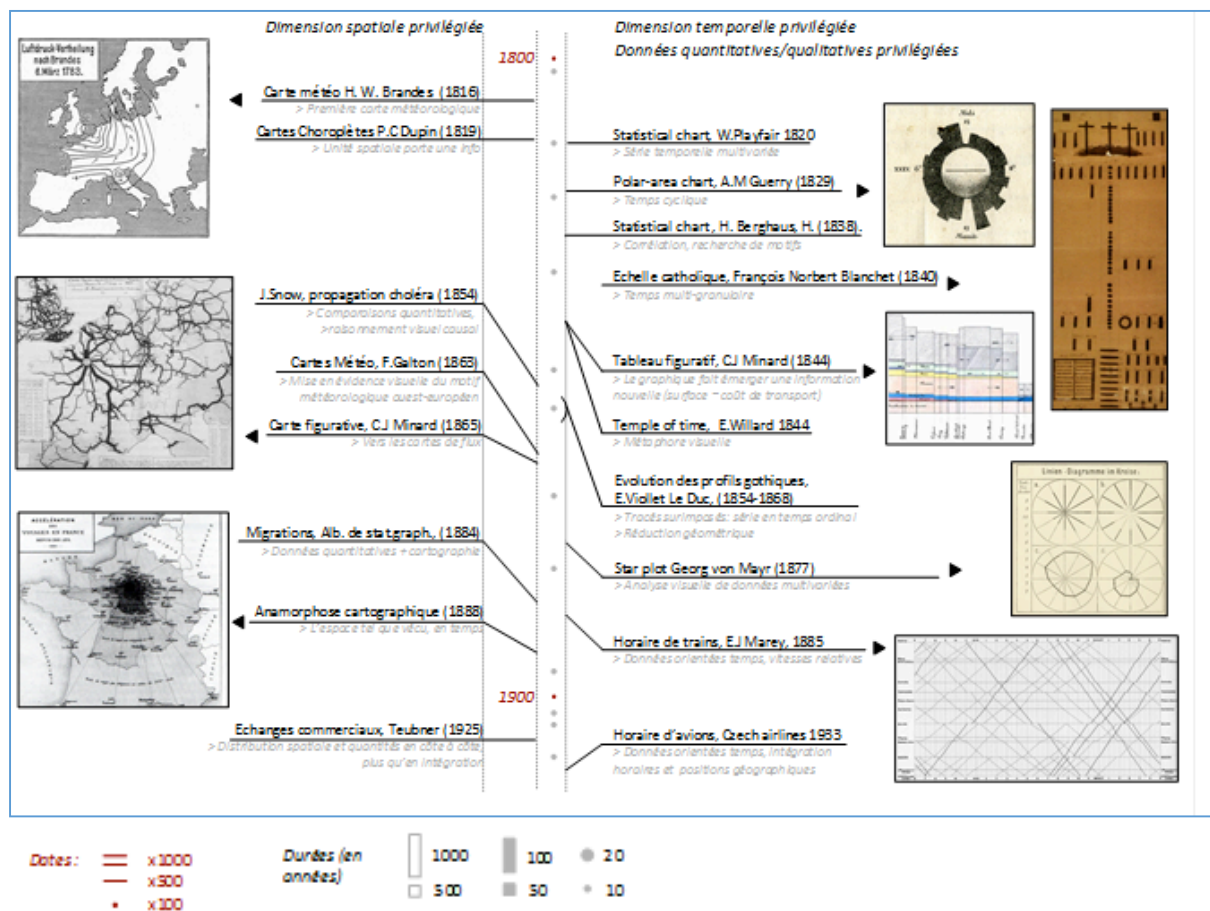 Dimension spatiale privilégiée
Dimension temporelle privilégiée
Données quantitatives/qualitatives privilégiées
1800
Luftdruck-Vertheilung
nach Brandes
6. März 1783.
Carte météo H. W. Brandes (1816)
> Première carte météorologique
Cartes Choroplètes P.C Dupin (1819)
> Unité spatiale porte une info
Statistical chart, W.Playfair 1820
> Série temporelle multivariée
Polar-area chart, A.M Guerry (1829)
> Temps cyclique
Statistical chart, H. Berghaus, H. (1838).
> Corrélation, recherche de motifs
Echelle catholique, François Norbert Blanchet (1840)
> Temps multi-granulaire
J.Snow, propagation choléra (1854)
> Comparaisons quantitatives,
>raisonnement visuel causal
Cartes Météo, F.Galton (1863)
> Mise en évidence visuelle du motif
météorologique ouest-européen
Carte figurative, C.J Minard (1865)
> Vers les cartes de flux
Tableau figuratif, C.J Minard (1844)
> Le graphique fait émerger une information
nouvelle (surface = coût de transport)
Temple of time, E.Willard 1844
> Métaphore visuelle
Evolution des profils gothiques,
E.Viollet Le Duc, (1854-1868)
> Tracés surimposés: série en temps ordinal
> Réduction géométrique
Linien-Diagramme im Kreise.
ACCÉLÉRATION
DES
VOYAGES EN FRANCE
Migrations, Alb. de stat.graph., (1884)
> Données quantitatives + cartographie
Star plot Georg von Mayr (1877)
> Analyse visuelle de données multivariées
Anamorphose cartographique (1888)
> L'espace tel que vécu, en temps
Horaire de trains, E.J Marey, 1885
> Données orientées temps, vitesses relatives
1900
Echanges commerciaux, Teubner (1925)
> Distribution spatiale et quantités en côte à côte,
plus qu'en intégration
Horaire d'avions, Czech airlines 1933
> Données orientées temps, intégration
horaires et positions géographiques
Dates :
x1000
x500
x100
Durées (en
années)
1000
500
100
50
20
10